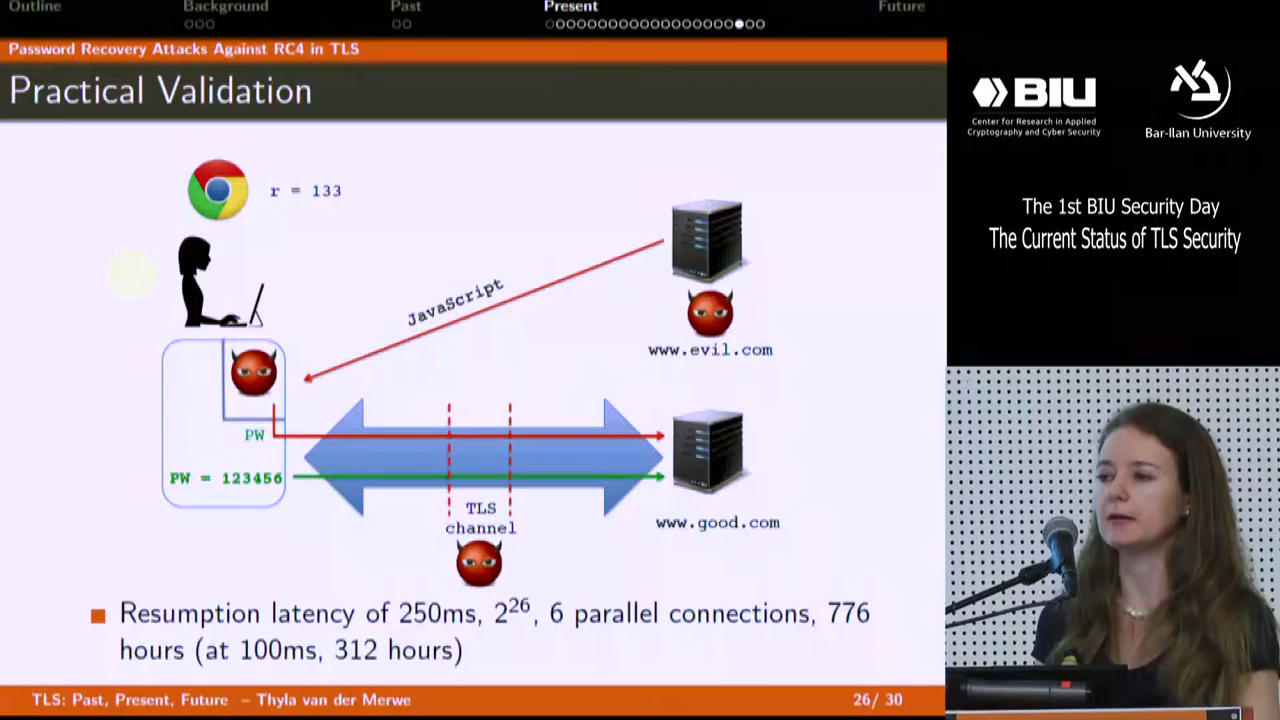 Outline Background Past Present Future
Password Recovery Attacks Against RC4 in TLS
Practical Validation
r = 133
JavaScript
www.evil.com
PW
PW = 123456
TLS
channel
www.good.com
Resumption latency of 250ms, 2^26, 6 parallel connections, 776
hours (at 100ms, 312 hours)
TLS: Past, Present, Future – Thyla van der Merwe 26/ 30
BIU
Center for Research in Applied
Cryptography and Cyber Security
Bar-Ilan University
The 1st BIU Security Day
The Current Status of TLS Security